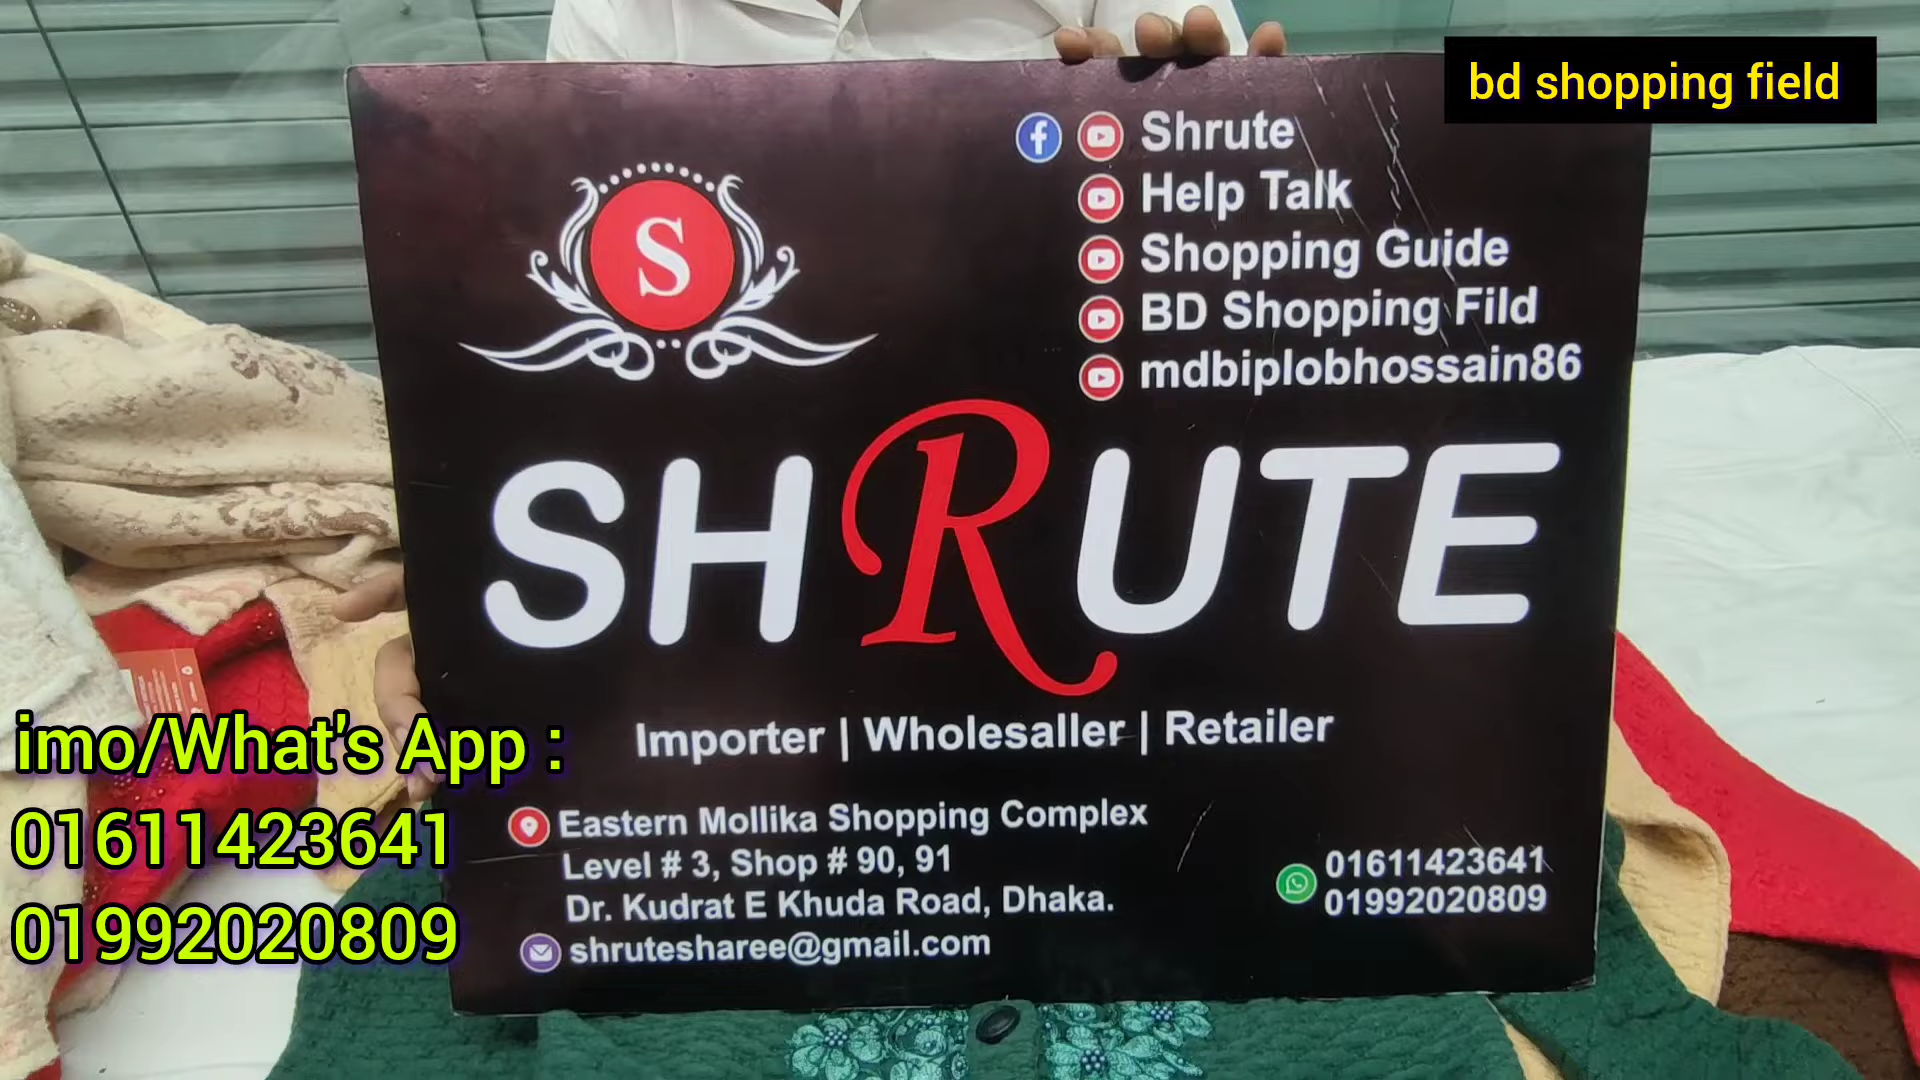 bd shopping field
Shrute
Help Talk
Shopping Guide
BD Shopping Fild
mdbiplobhossain86
S
SHRUTE
Importer | Wholesaller | Retailer
imo/What's App :
01611423641
01992020809
Eastern Mollika Shopping Complex
Level # 3, Shop # 90, 91
Dr. Kudrat E Khuda Road, Dhaka.
shrutesharee@gmail.com
01611423641
01992020809